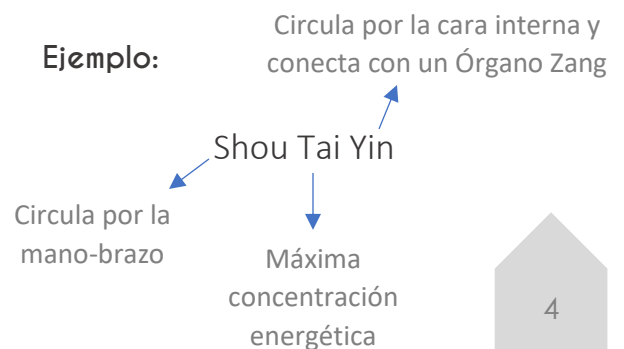 Ejemplo:
Circula por la cara interna y
conecta con un Órgano Zang
Shou Tai Yin
Circula por la
mano-brazo
Máxima
concentración
energética
4